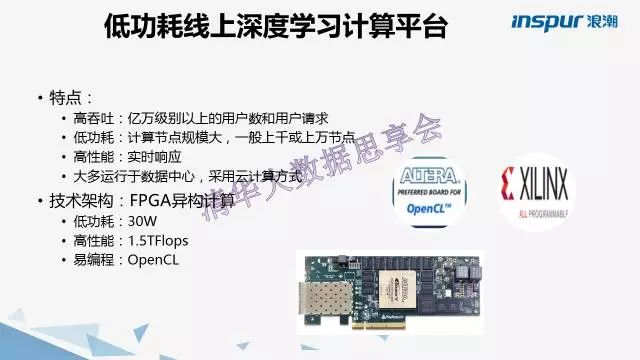 低功耗线上深度学习计算平台
inspur 浪潮
• 特点：
• 高吞吐：亿万级别以上的用户数和用户请求
• 低功耗：计算节点规模大，一般上千或上万节点
• 高性能：实时响应
• 大多运行于数据中心，采用云计算方式
• 技术架构：FPGA异构计算
• 低功耗：30W
• 高性能：1.5TFlops
• 易编程：OpenCL
清华大数据思享会
ALTERA
PREFERRED BOARD FOR
OpenCL™
XILINX
ALL PROGRAMMABLE